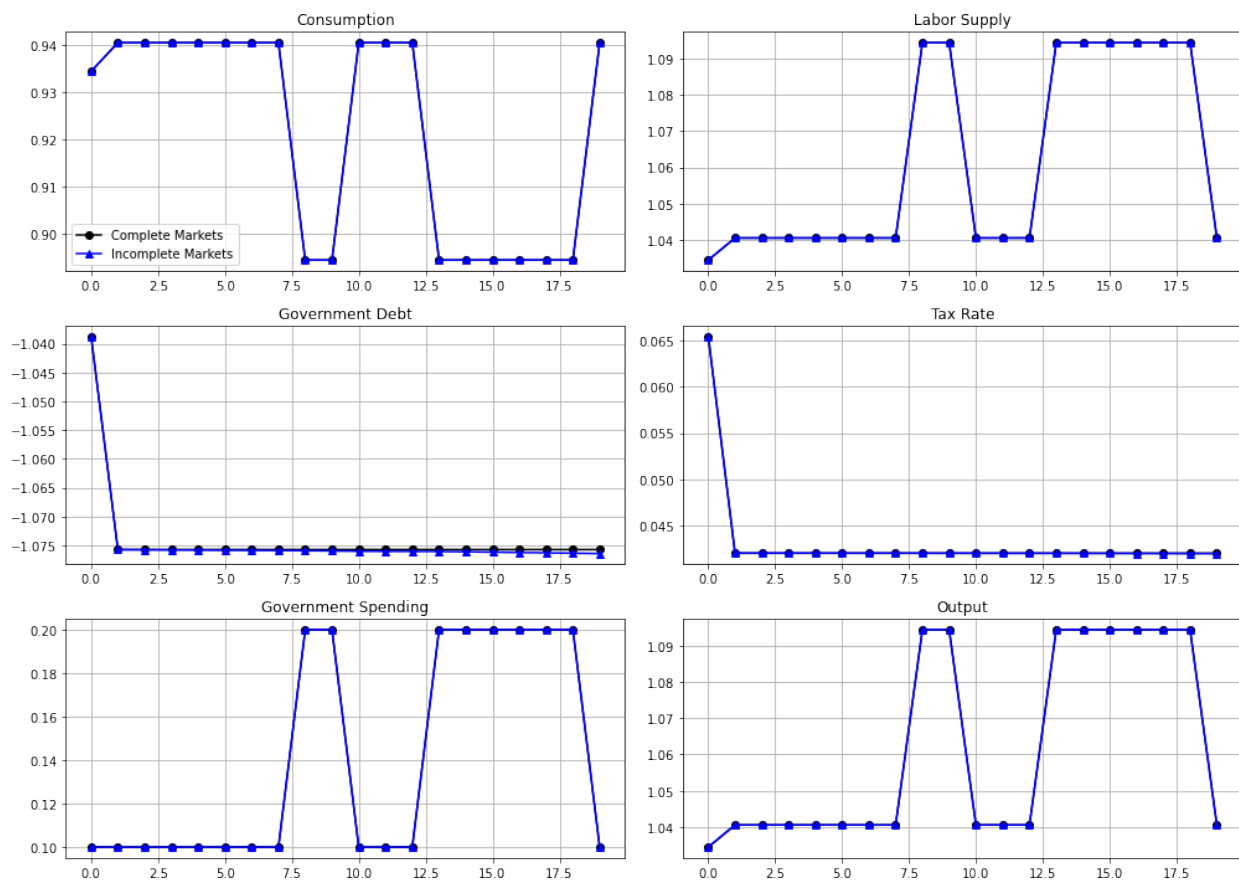 Consumption
0.94
0.93
0.92
0.91
0.90
Complete Markets
Incomplete Markets
0.0 2.5 5.0 7.5 10.0 12.5 15.0 17.5
Labor Supply
1.09
1.08
1.07
1.06
1.05
1.04
0.0 2.5 5.0 7.5 10.0 12.5 15.0 17.5
Government Debt
−1.040
−1.045
−1.050
−1.055
−1.060
−1.065
−1.070
−1.075
0.0 2.5 5.0 7.5 10.0 12.5 15.0 17.5
Tax Rate
0.065
0.060
0.055
0.050
0.045
0.0 2.5 5.0 7.5 10.0 12.5 15.0 17.5
Government Spending
0.20
0.18
0.16
0.14
0.12
0.10
0.0 2.5 5.0 7.5 10.0 12.5 15.0 17.5
Output
1.09
1.08
1.07
1.06
1.05
1.04
0.0 2.5 5.0 7.5 10.0 12.5 15.0 17.5